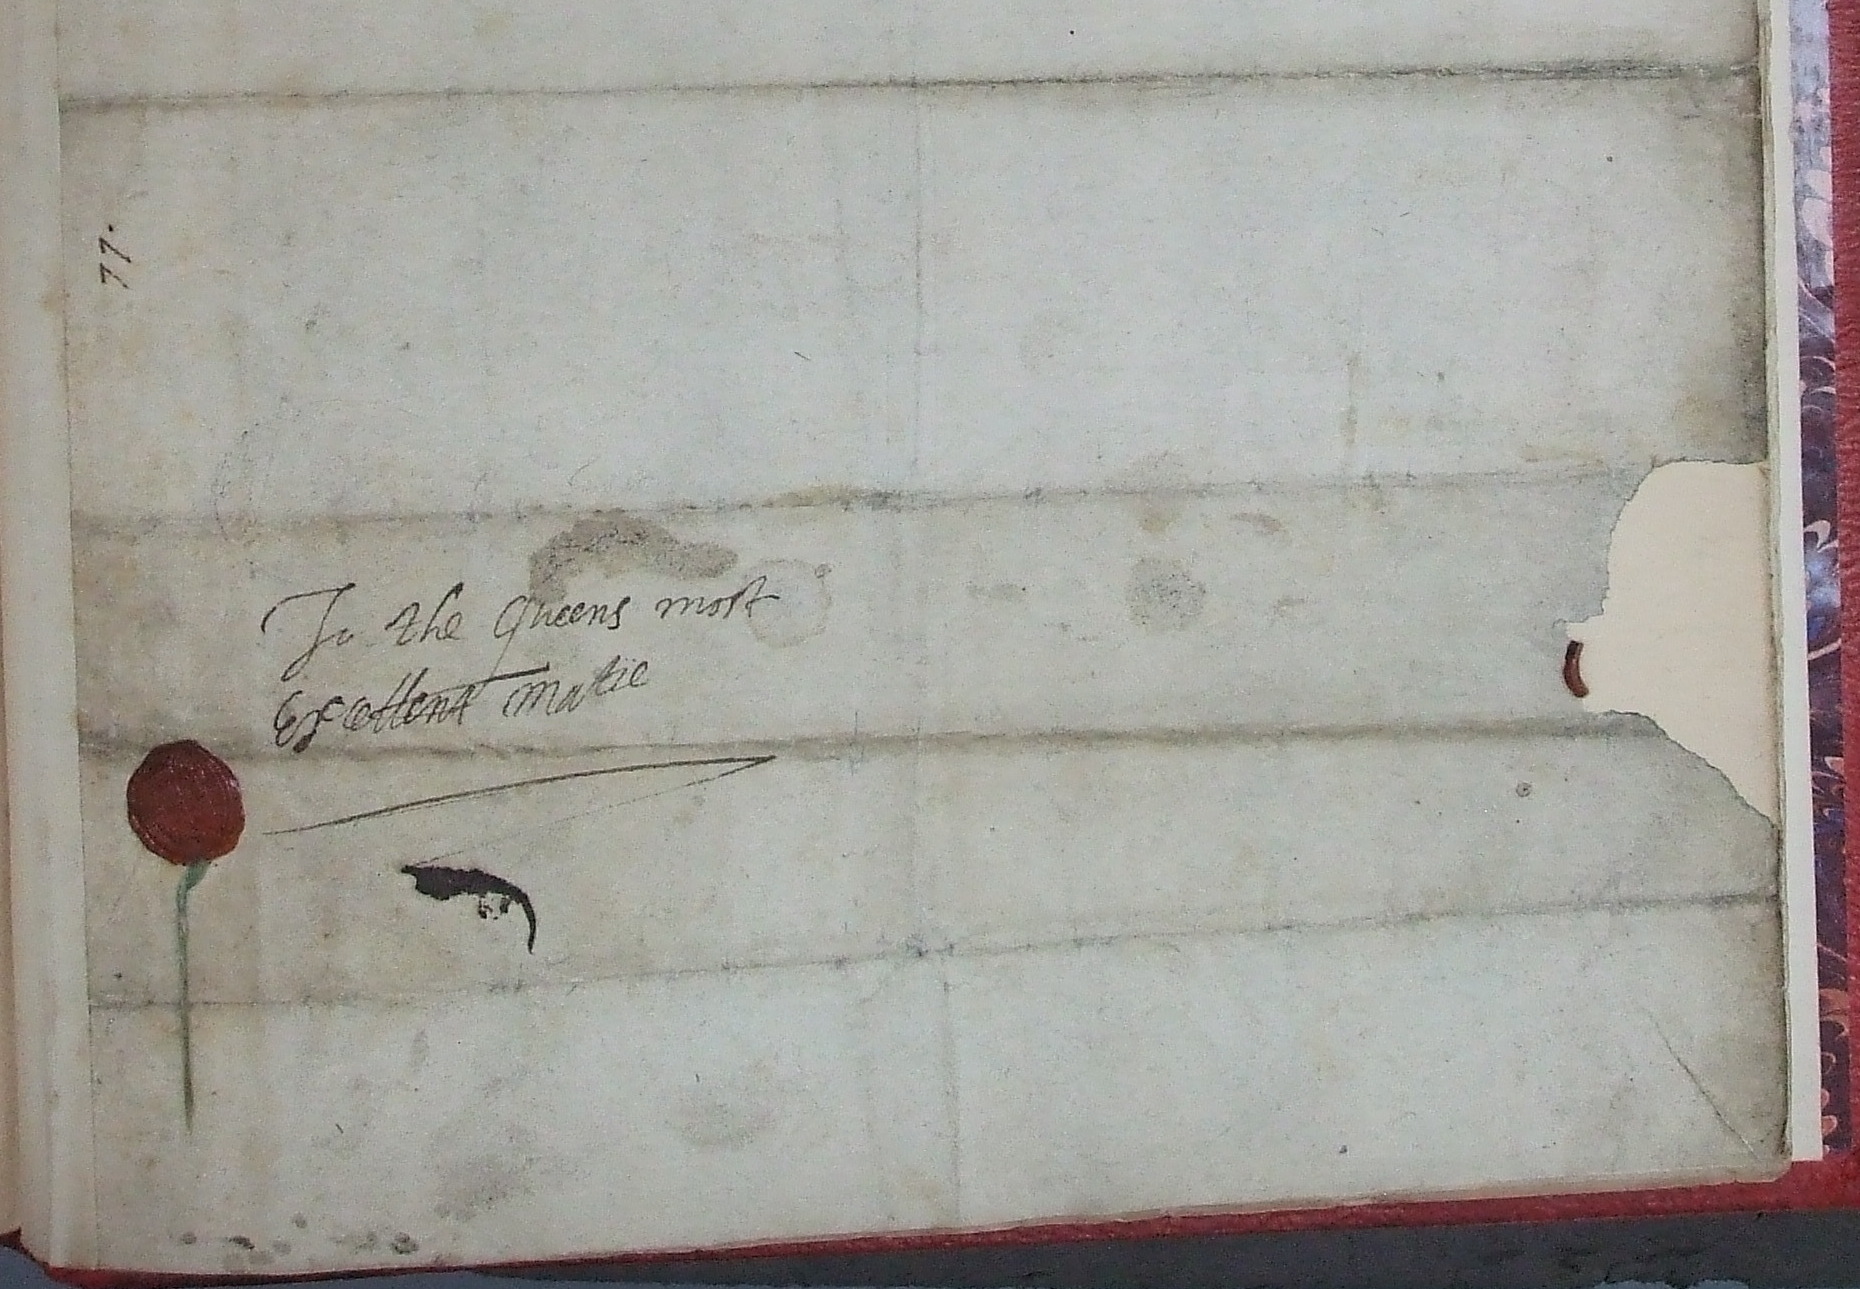 77.
To the Queens most
Excellent Matie